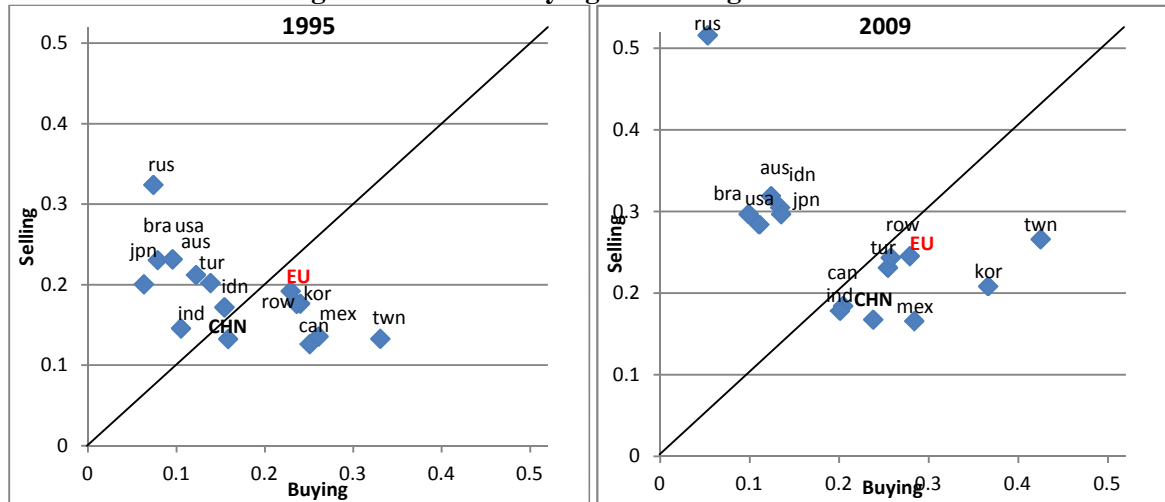 1995
0.5
0.4
rus
0.3
bra usa
jpn aus
tur
0.2
idn
EU
row kor
ind CHN can mex twn
0.1
0
Selling
0 0.1 0.2 0.3 0.4 0.5
Buying
rus
2009
0.5
0.4
aus idn
bra usa jpn
0.3
row
tur EU twn
can
0.2
ind CHN mex kor
0.1
0
Selling
0 0.1 0.2 0.3 0.4 0.5
Buying